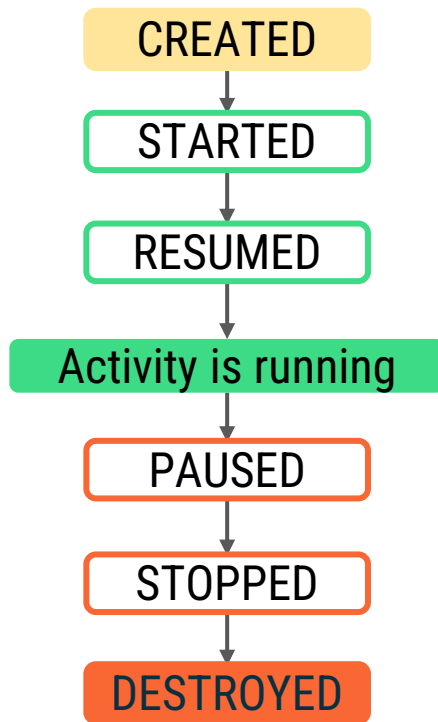 CREATED
STARTED
RESUMED
Activity is running
PAUSED
STOPPED
DESTROYED